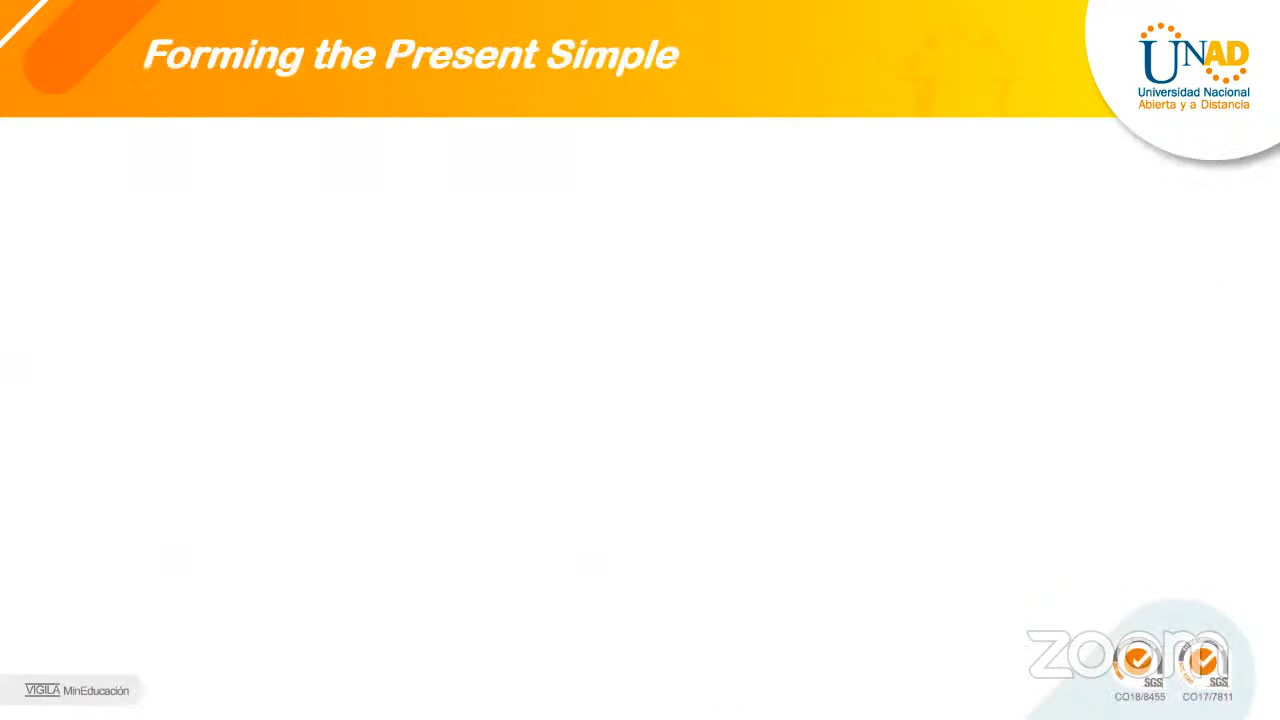 Forming the Present Simple
UNAD
Universidad Nacional
Abierta y a Distancia
zoom
SGS
SGS
CO18/8455
CO17/7811
VIGILA MinEducación